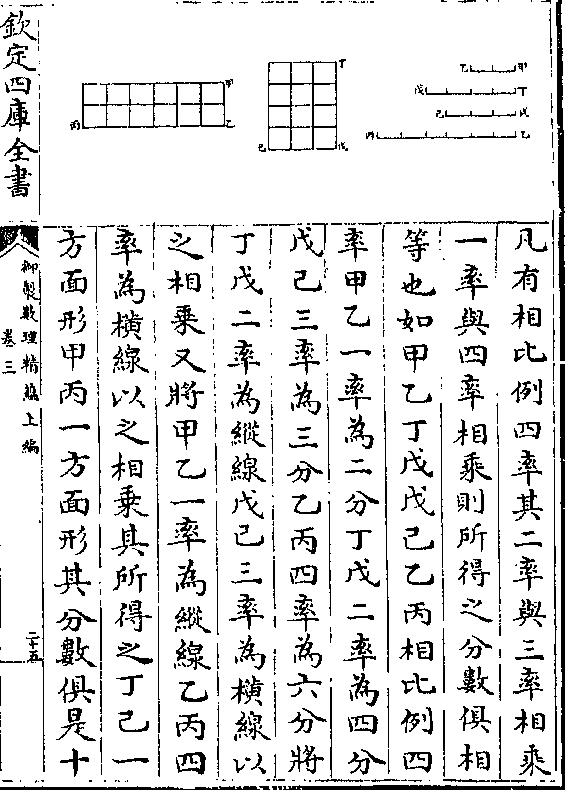 乙 甲
戊 丁
己 戊
丙 乙
丁
己 戊
甲
丙 乙
凡有相比例四率其二率與三率相乘
一率與四率相乘則所得之分數俱相
等也如甲乙丁戊戊己乙丙相比例四
率甲乙一率為二分丁戊二率為四分
戊己三率為三分乙丙四率為六分將
丁戊二率為縱線戊己三率為橫線以
之相乗又將甲乙一率為縱線乙丙四
率為橫線以之相乗其所得之丁己一
方面形甲丙一方面形其分數俱是十
欽定四庫全書
御製數理精蘊上編
卷三
二十五